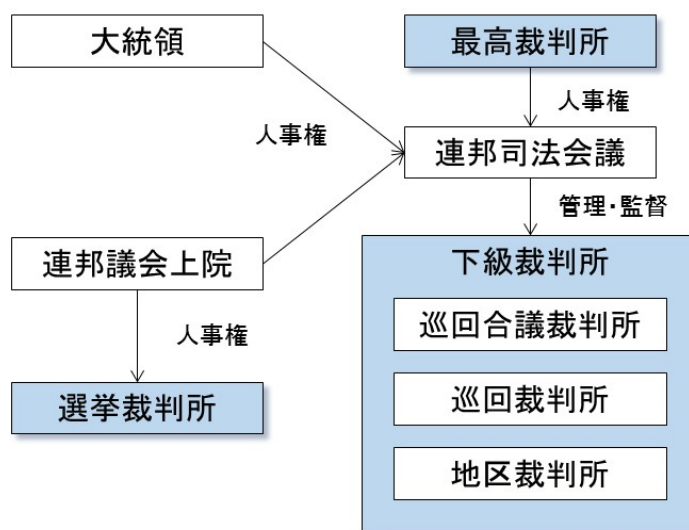 大統領
最高裁判所
人事権
人事権
連邦司法会議
管理・監督
連邦議会上院
下級裁判所
巡回合議裁判所
人事権
選挙裁判所
巡回裁判所
地区裁判所